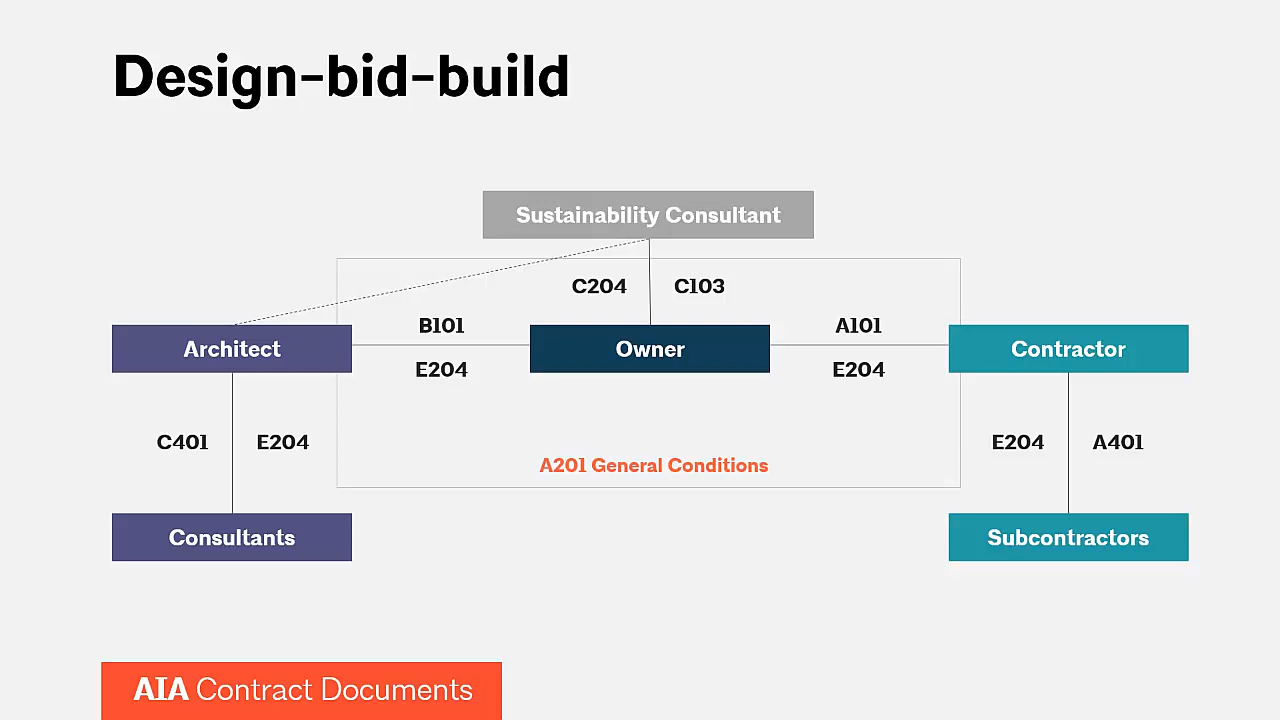 Design-bid-build
Sustainability Consultant
C204 C103
B101 A101
Architect Owner Contractor
E204 E204
C401 E204 E204 A401
A201 General Conditions
Consultants Subcontractors
AIA Contract Documents